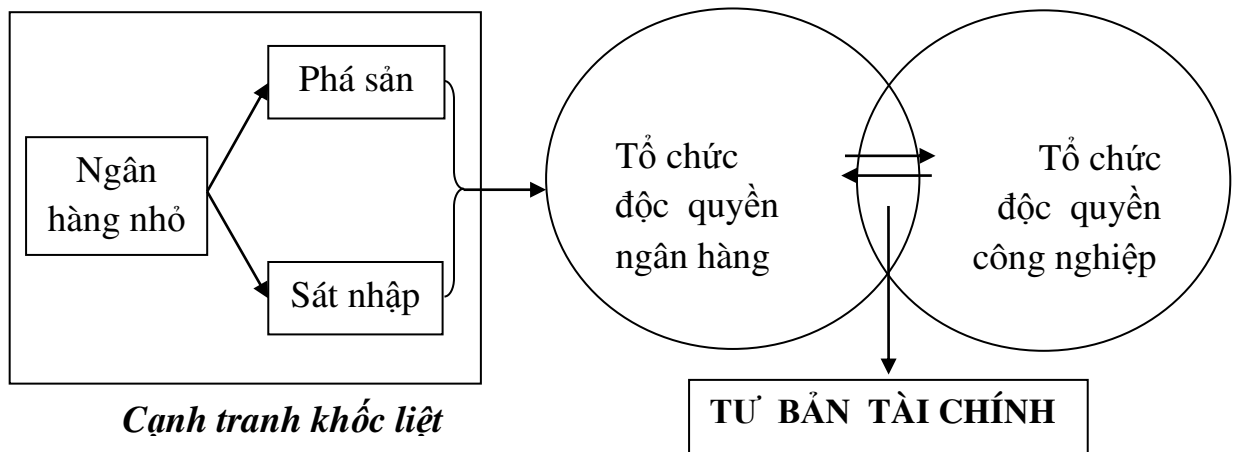 Phá sản
Ngân
hàng nhỏ
Sát nhập
Tổ chức
độc quyền
ngân hàng
Tổ chức
độc quyền
công nghiệp
Cạnh tranh khốc liệt
TƯ BẢN TÀI CHÍNH